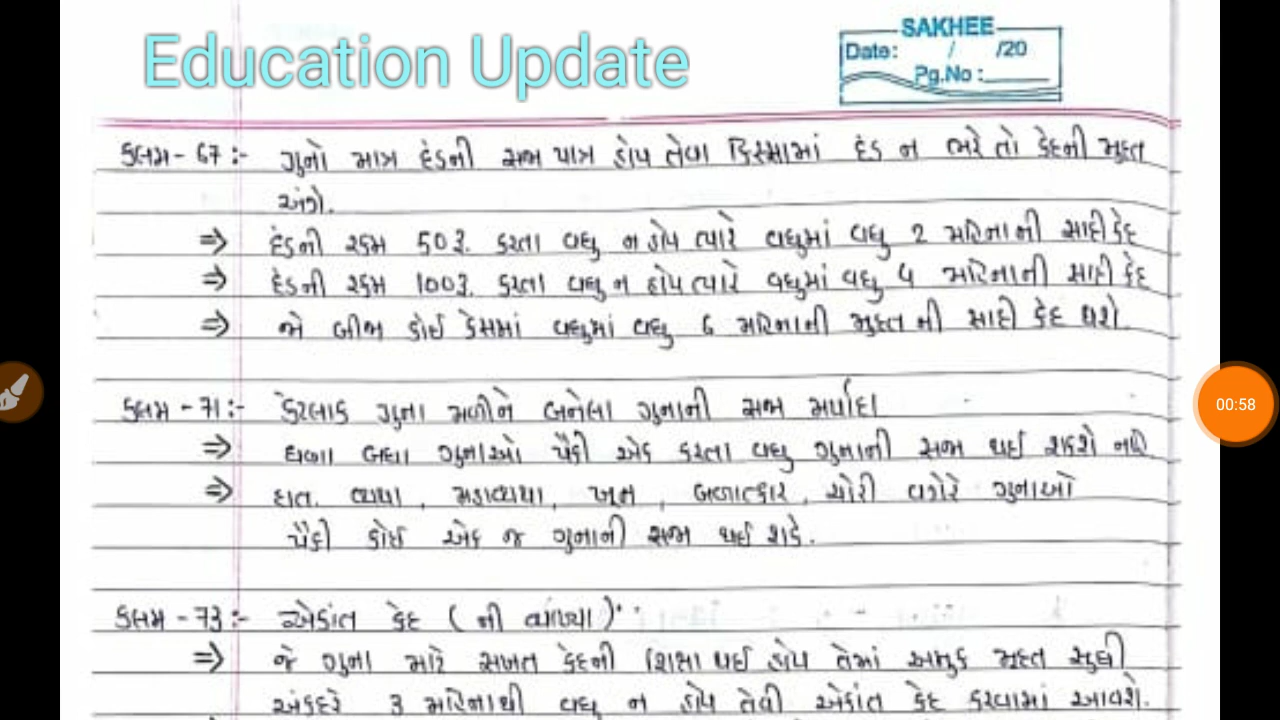 Education Update
SAKHEE
Date: / /20
Pg.No :
કલમ - 67 :- ગુનો માત્ર દંડની સજા પાત્ર હોય તેવા કિસ્સામાં દંડ ન ભરે તો કેદની મુદ્દત
અંગે.
⇒ દંડની રકમ 50રૂ. કરતા વધુ ન હોય ત્યારે વધુમાં વધુ 2 મહિનાની સાદી કેદ
⇒ દંડની રકમ 100રૂ. કરતા વધુ ન હોય ત્યારે વધુમાં વધુ 4 મહિનાની સાદી કેદ
⇒ જો બીજા કોઈ કેસમાં વધુમાં વધુ 6 મહિનાની મુદ્દત ની સાદી કેદ થશે.
00:58
કલમ - 71 :- કેટલાક ગુના મળીને બનેલા ગુનાની સજા મર્યાદા
⇒ ઘણા બધા ગુનાઓ પૈકી એક કરતા વધુ ગુનાની સજા થઈ શકશે નહી
⇒ દાત. વ્યથા, મહાવ્યથા, ખૂન, બળાત્કાર, ચોરી વગેરે ગુનાઓ
પૈકી કોઈ એક જ ગુનાની સજા થઈ શકે.
કલમ - 73 :- એકાંત કેદ ( ની વ્યાખ્યા )
⇒ જે ગુના માટે સખત કેદની શિક્ષા થઈ હોય તેમાં અમુક મુદ્દત સુધી
અંદરે 3 મહિનાથી વધુ ન હોય તેવી એકાંત કેદ કરવામાં આવશે.